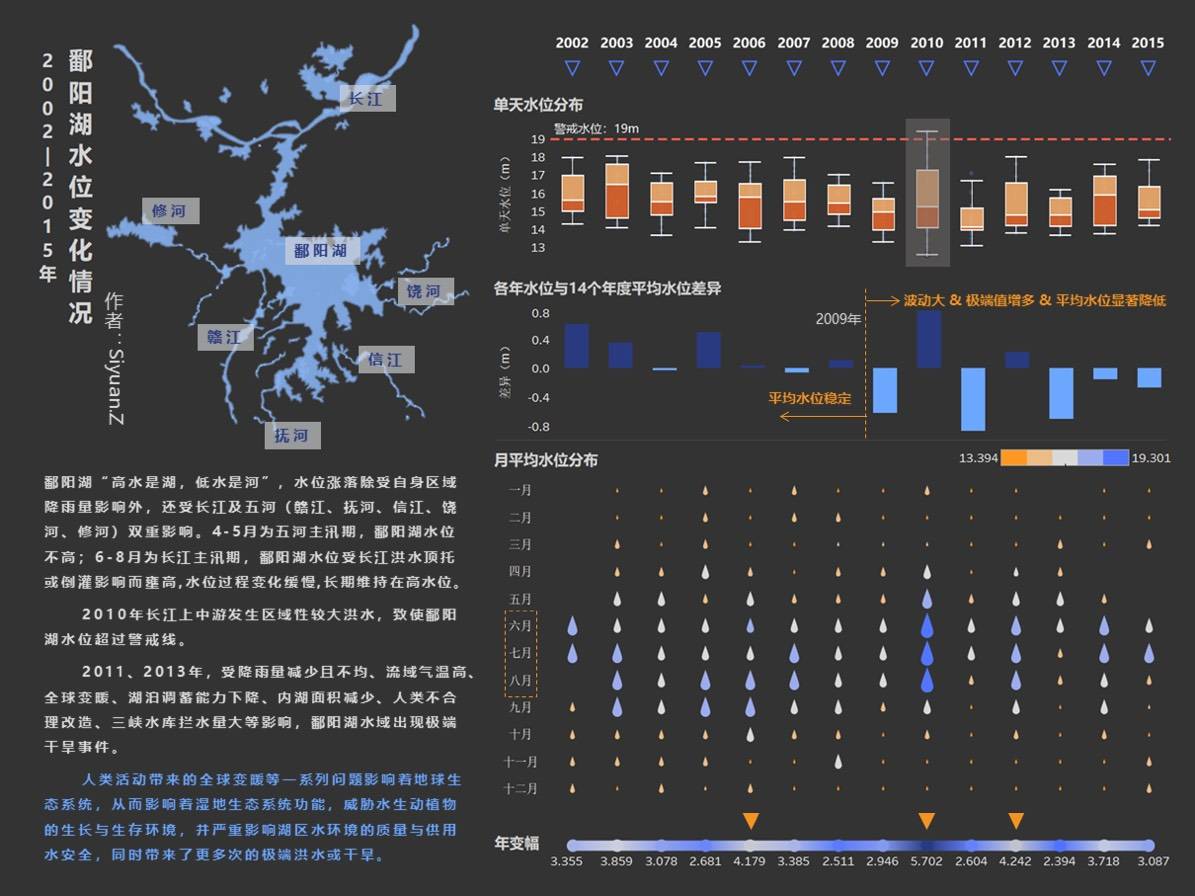 鄱阳湖水位变化情况
2002—2015年
作者：Siyuan.Z
长江
修河
鄱阳湖
饶河
赣江
信江
抚河
鄱阳湖“高水是湖，低水是河”，水位涨落除受自身区域
降雨量影响外，还受长江及五河（赣江、抚河、信江、饶
河、修河）双重影响。4-5月为五河主汛期，鄱阳湖水位
不高；6-8月为长江主汛期，鄱阳湖水位受长江洪水顶托
或倒灌影响而壅高,水位过程变化缓慢,长期维持在高水位。
2010年长江上中游发生区域性较大洪水，致使鄱阳
湖水位超过警戒线。
2011、2013年，受降雨量减少且不均、流域气温高、
全球变暖、湖泊调蓄能力下降、内湖面积减少、人类不合
理改造、三峡水库拦水量大等影响，鄱阳湖水域出现极端
干旱事件。
人类活动带来的全球变暖等一系列问题影响着地球生
态系统，从而影响着湿地生态系统功能，威胁水生动植物
的生长与生存环境，并严重影响湖区水环境的质量与供用
水安全，同时带来了更多次的极端洪水或干旱。
2002 2003 2004 2005 2006 2007 2008 2009 2010 2011 2012 2013 2014 2015
单天水位分布
警戒水位：19m
单天水位（m）
19
18
17
16
15
14
13
各年水位与14个年度平均水位差异
波动大 & 极端值增多 & 平均水位显著降低
2009年
平均水位稳定
差异（m）
0.8
0.4
0.0
-0.4
-0.8
月平均水位分布
13.394 19.301
一月
二月
三月
四月
五月
六月
七月
八月
九月
十月
十一月
十二月
年变幅
3.355 3.859 3.078 2.681 4.179 3.385 2.511 2.946 5.702 2.604 4.242 2.394 3.718 3.087